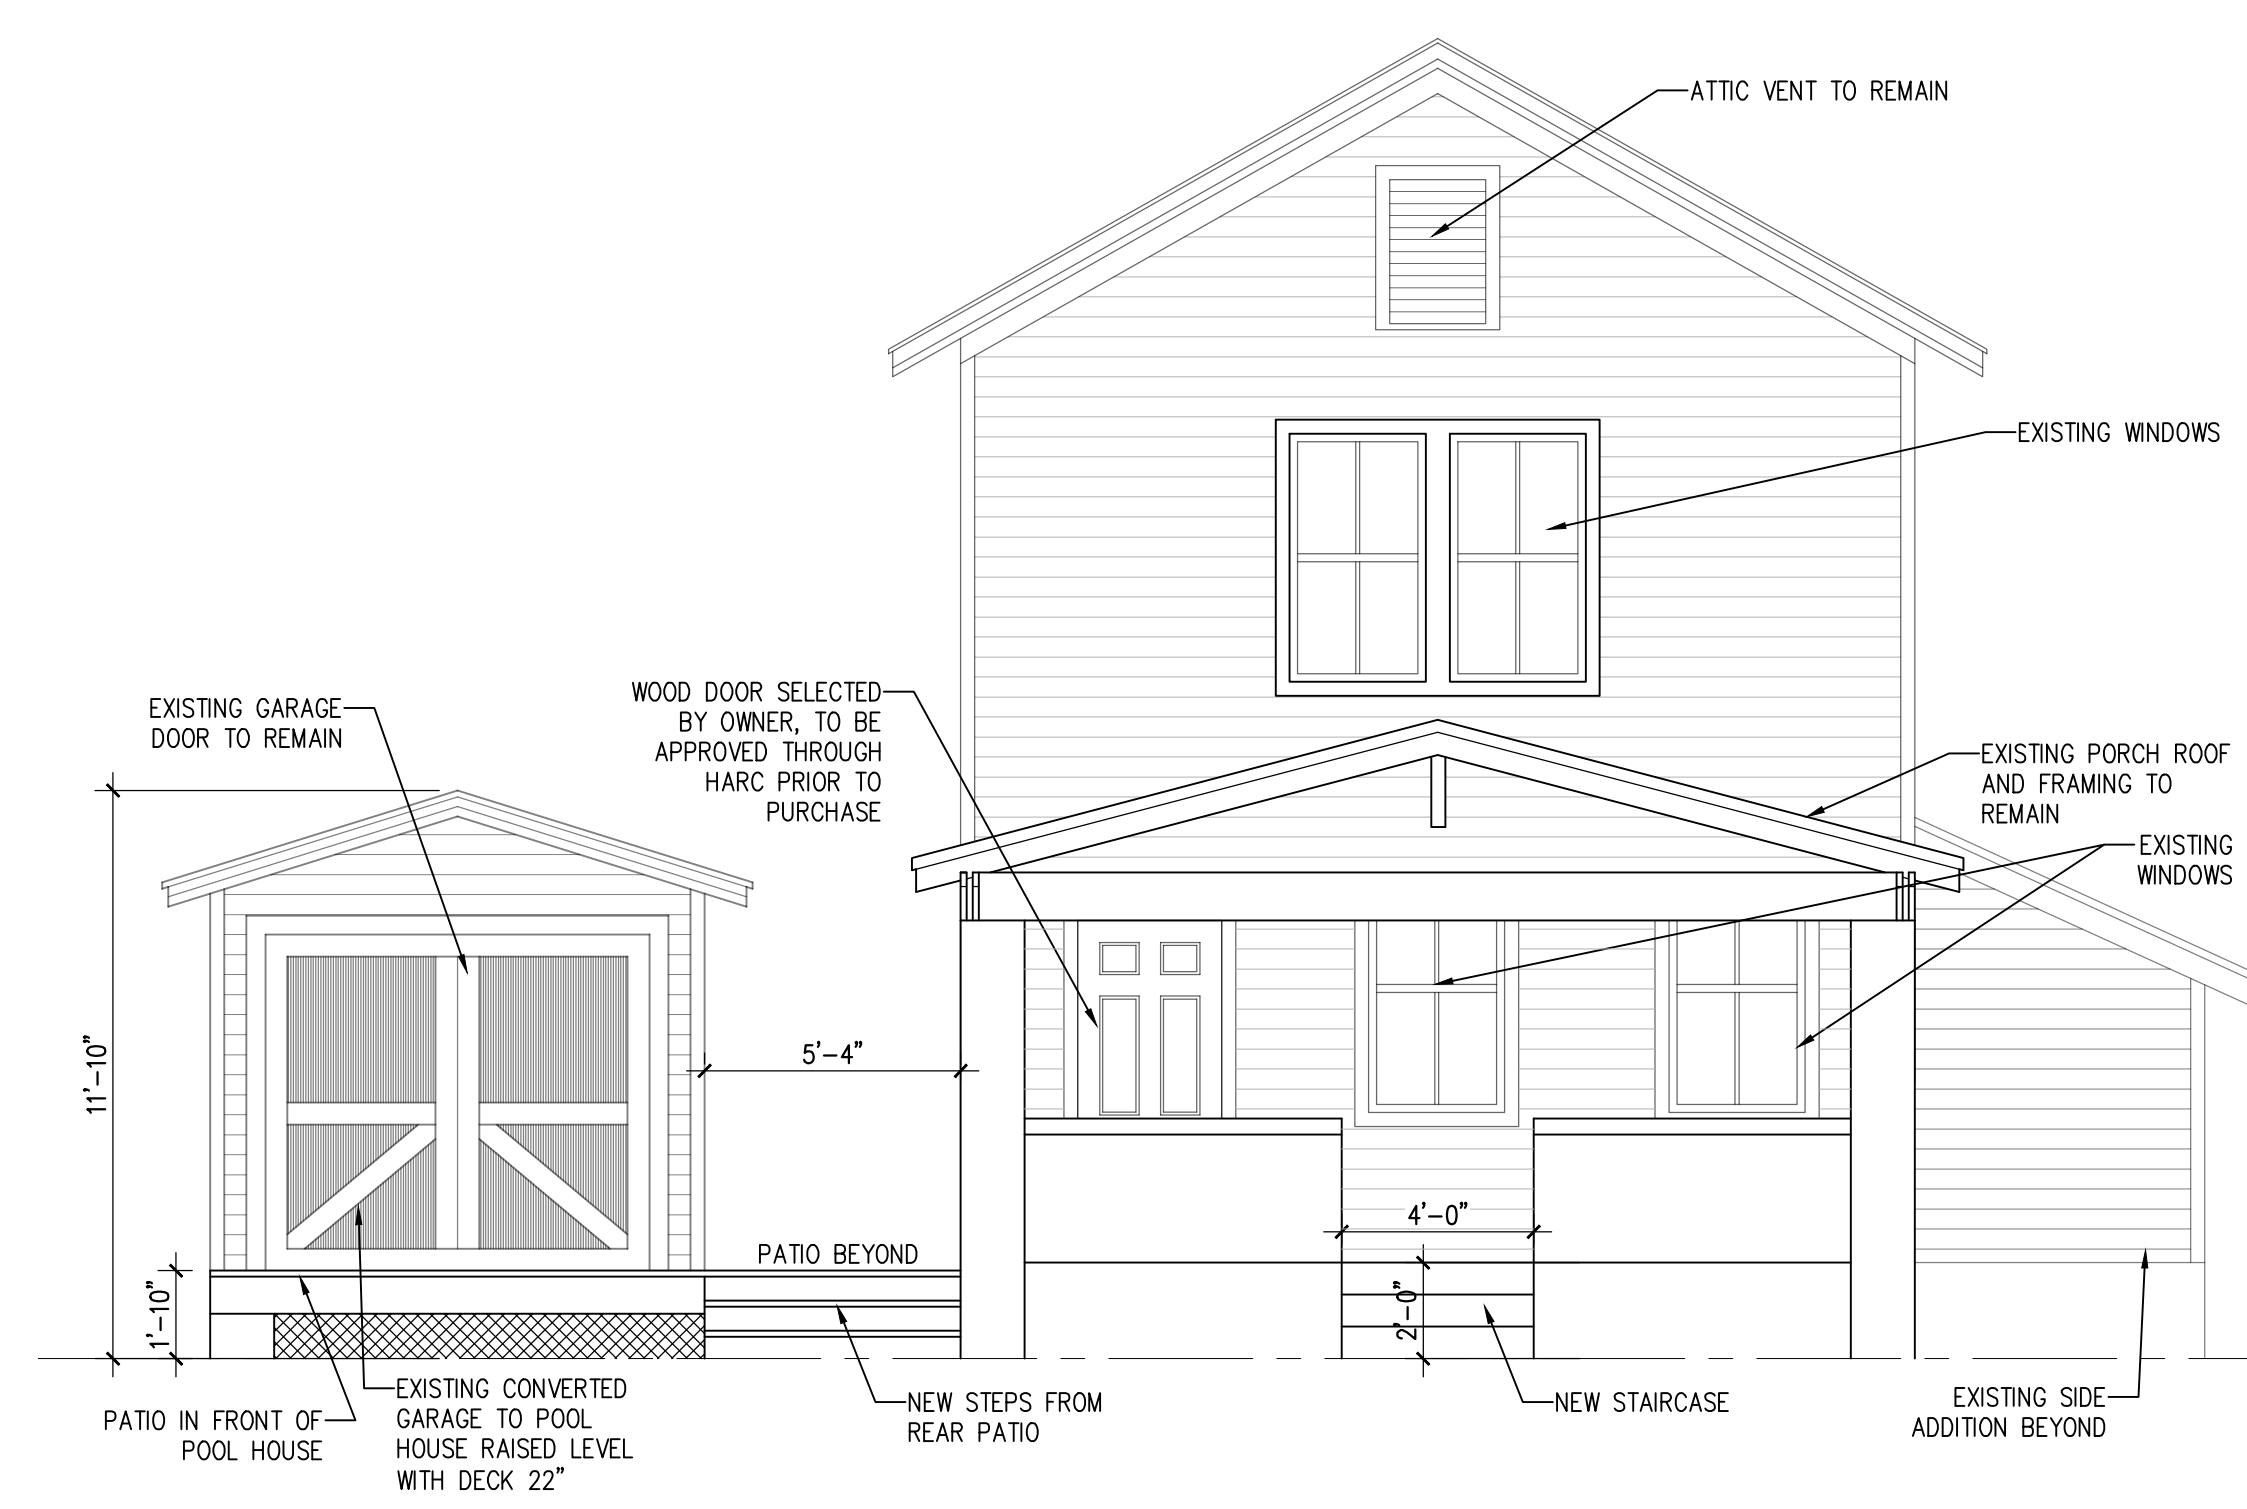 ATTIC VENT TO REMAIN
EXISTING WINDOWS
WOOD DOOR SELECTED
BY OWNER, TO BE
APPROVED THROUGH
HARC PRIOR TO
PURCHASE
EXISTING GARAGE
DOOR TO REMAIN
EXISTING PORCH ROOF
AND FRAMING TO
REMAIN
EXISTING
WINDOWS
11'-10"
5'-4"
4'-0"
PATIO BEYOND
1'-10"
2'-0"
PATIO IN FRONT OF
POOL HOUSE
EXISTING CONVERTED
GARAGE TO POOL
HOUSE RAISED LEVEL
WITH DECK 22"
NEW STEPS FROM
REAR PATIO
NEW STAIRCASE
EXISTING SIDE
ADDITION BEYOND